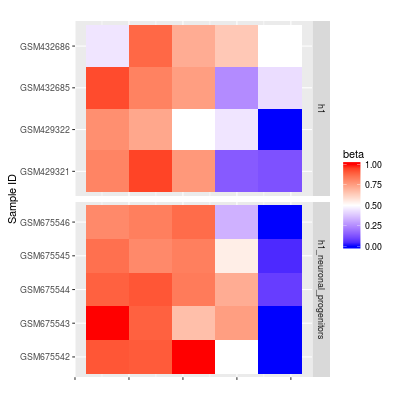 GSM432686
GSM432685
GSM429322
GSM429321
h1
GSM675546
GSM675545
GSM675544
GSM675543
GSM675542
h1_neuronal_progenitors
Sample ID
beta
1.00
0.75
0.50
0.25
0.00